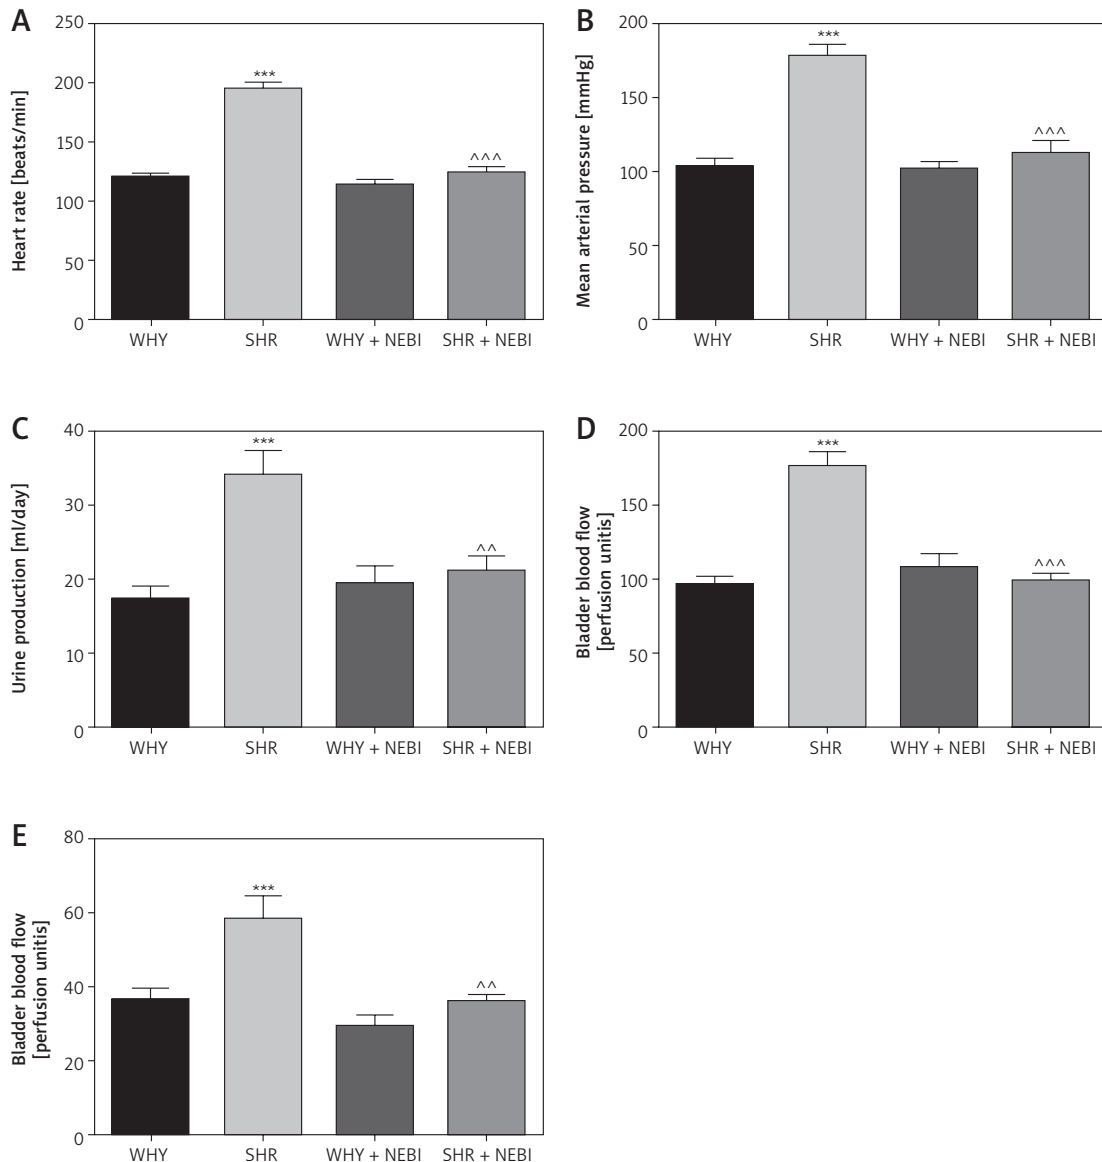 A
Heart rate [beats/min]
250
200
150
100
50
0
***
^^^
WHY SHR WHY + NEBI SHR + NEBI
B
Mean arterial pressure [mmHg]
200
150
100
50
0
***
^^^
WHY SHR WHY + NEBI SHR + NEBI
C
Urine production [ml/day]
40
30
20
10
0
***
^^
WHY SHR WHY + NEBI SHR + NEBI
D
Bladder blood flow
[perfusion unitis]
200
150
100
50
0
***
^^^
WHY SHR WHY + NEBI SHR + NEBI
E
Bladder blood flow
[perfusion unitis]
80
60
40
20
0
***
^^
WHY SHR WHY + NEBI SHR + NEBI